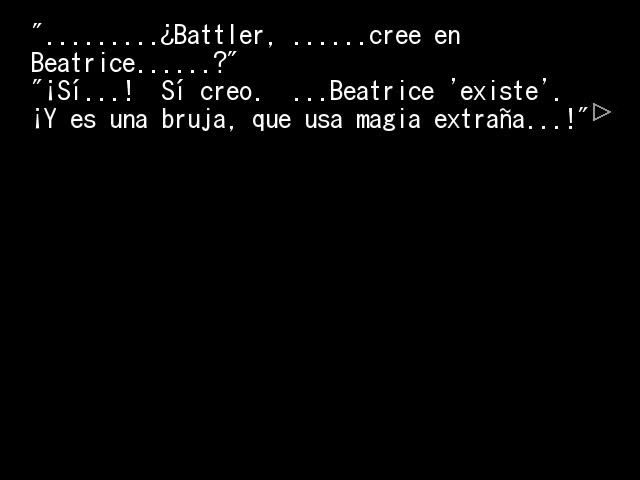 ".........¿Battler, ......cree en
Beatrice......?"
"¡Sí...!  Sí creo.  ...Beatrice 'existe'.
¡Y es una bruja, que usa magia extraña...!"